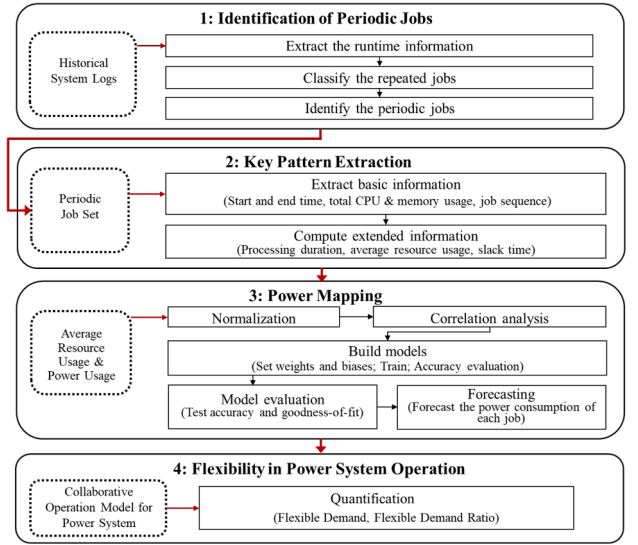 1: Identification of Periodic Jobs
Historical
System Logs
Extract the runtime information
Classify the repeated jobs
Identify the periodic jobs
2: Key Pattern Extraction
Periodic
Job Set
Extract basic information
(Start and end time, total CPU & memory usage, job sequence)
Compute extended information
(Processing duration, average resource usage, slack time)
3: Power Mapping
Average
Resource
Usage &
Power Usage
Normalization
Correlation analysis
Build models
(Set weights and biases; Train; Accuracy evaluation)
Model evaluation
(Test accuracy and goodness-of-fit)
Forecasting
(Forecast the power consumption of
each job)
4: Flexibility in Power System Operation
Collaborative
Operation Model for
Power System
Quantification
(Flexible Demand, Flexible Demand Ratio)